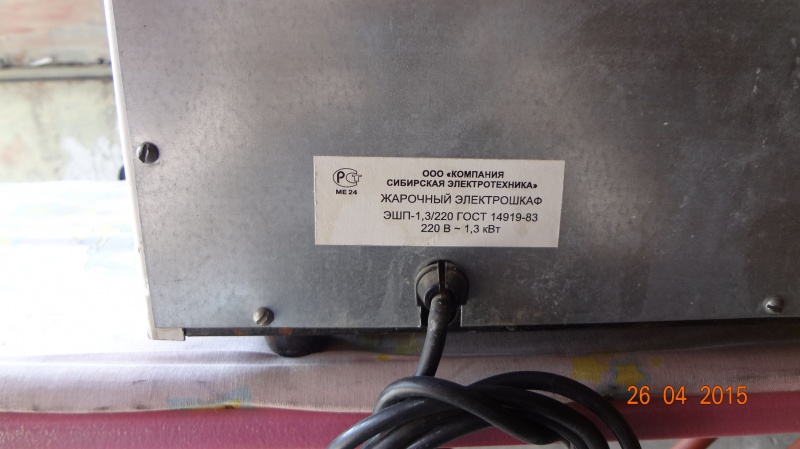 ООО «КОМПАНИЯ
СИБИРСКАЯ ЭЛЕКТРОТЕХНИКА»
РСТ
МЕ 24
ЖАРОЧНЫЙ ЭЛЕКТРОШКАФ
ЭШП-1,3/220 ГОСТ 14919-83
220 В ~ 1,3 кВт
26 04 2015